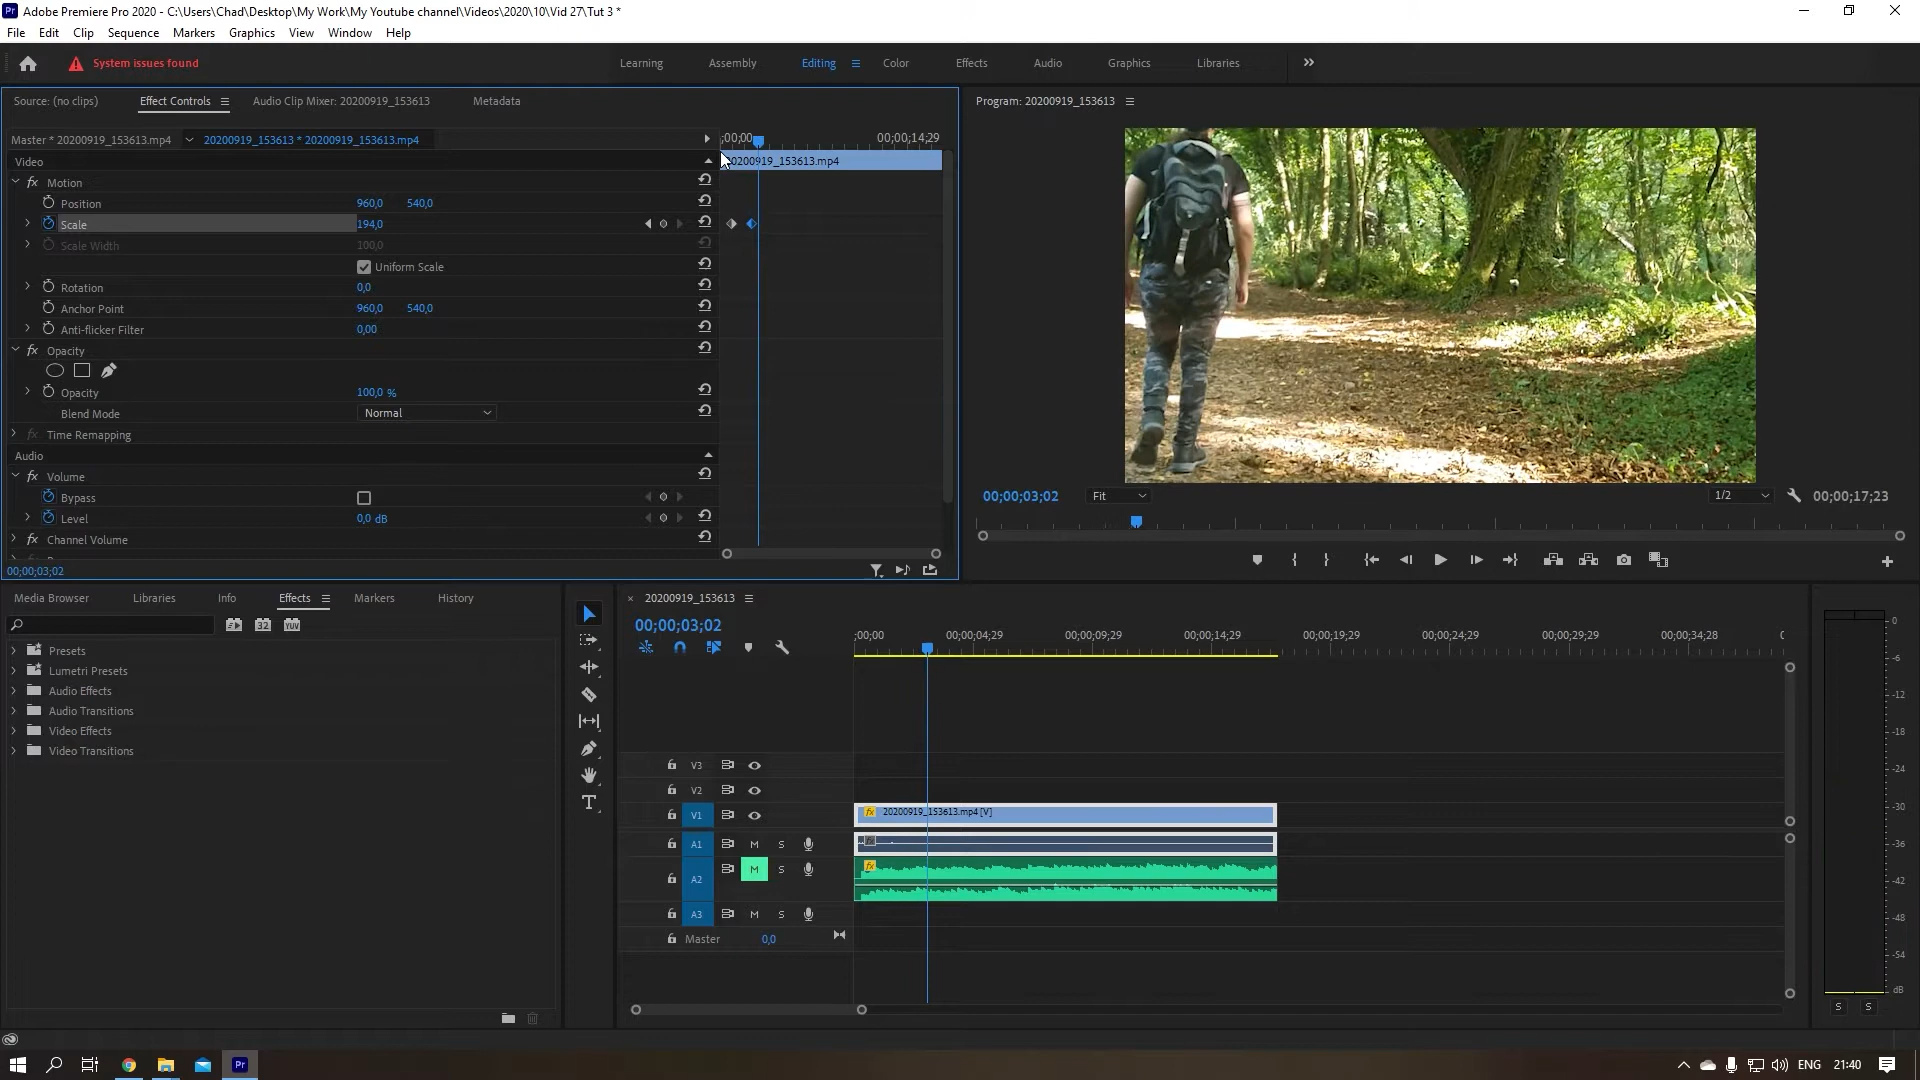 Adobe Premiere Pro 2020 - C:\Users\Chad\Desktop\My Work\My Youtube channel\Videos\2020\10\Vid 27\Tut 3 *
File Edit Clip Sequence Markers Graphics View Window Help
System issues found
Learning Assembly Editing Color Effects Audio Graphics Libraries
Source: (no clips) Effect Controls Audio Clip Mixer: 20200919_153613 Metadata
Program: 20200919_153613
Master * 20200919_153613.mp4 20200919_153613 * 20200919_153613.mp4
;00;00 00;00;14;29
Video
20200919_153613.mp4
fx Motion
Position 960,0 540,0
Scale 194,0
Scale Width 100,0
Uniform Scale
Rotation 0,0
Anchor Point 960,0 540,0
Anti-flicker Filter 0,00
fx Opacity
Opacity 100,0 %
Blend Mode Normal
fx Time Remapping
Audio
fx Volume
Bypass
Level 0,0 dB
fx Channel Volume
00;00;03;02
00;00;03;02 Fit 1/2 00;00;17;23
Media Browser Libraries Info Effects Markers History
32 YUV
Presets
Lumetri Presets
Audio Effects
Audio Transitions
Video Effects
Video Transitions
× 20200919_153613
00;00;03;02
;00;00 00;00;04;29 00;00;09;29 00;00;14;29 00;00;19;29 00;00;24;29 00;00;29;29 00;00;34;28
V3
V2
V1 fx 20200919_153613.mp4 [V]
A1 M S
A2 M S fx
A3 M S
Master 0,0
0
-6
-12
-18
-24
-30
-36
-42
-48
-54
dB
S S
Pr ENG 21:40